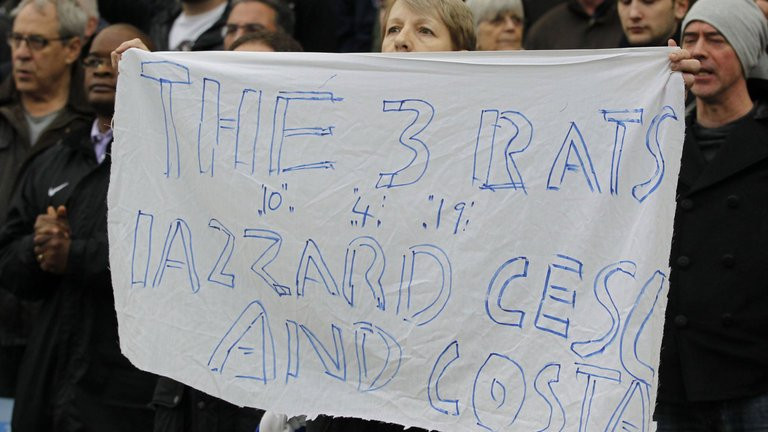 THE 3 RATS
"10" "4" "19"
HAZZARD CESC
AND COSTA